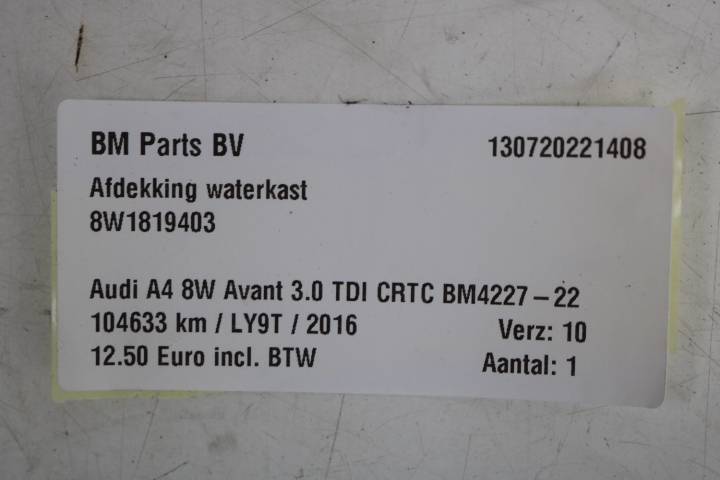 BM Parts BV 130720221408
Afdekking waterkast
8W1819403
Audi A4 8W Avant 3.0 TDI CRTC BM4227-22
104633 km / LY9T / 2016 Verz: 10
12.50 Euro incl. BTW Aantal: 1